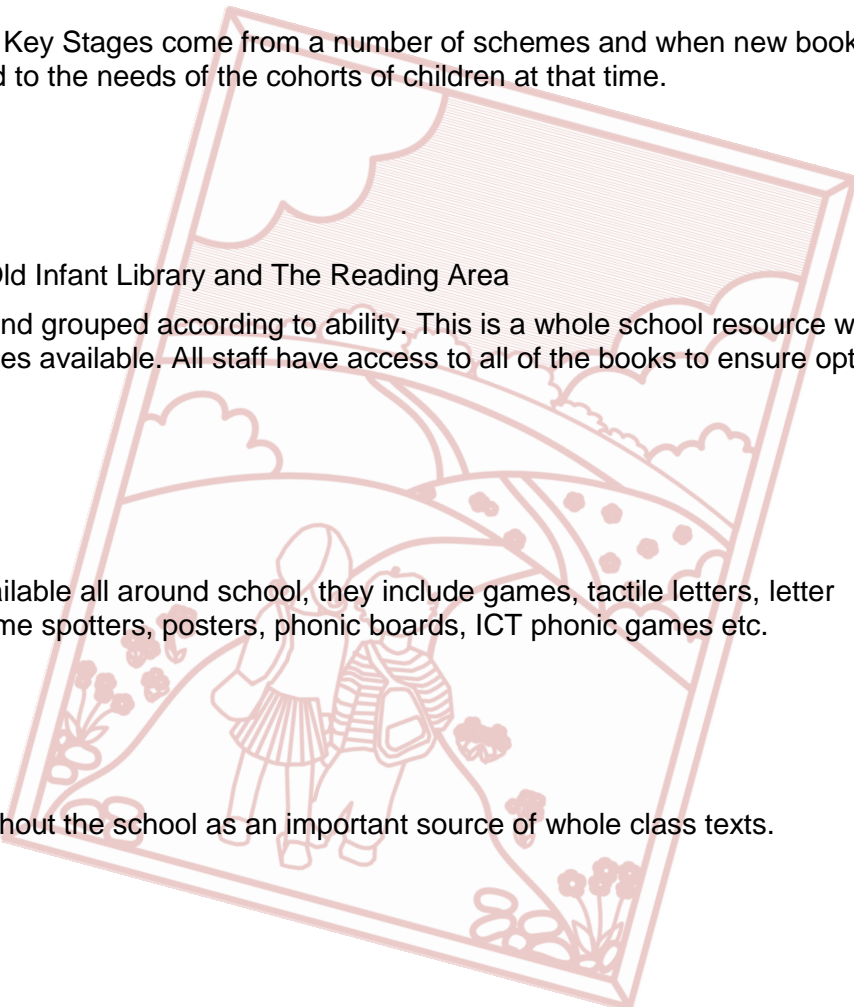 Key Stages come from a number of schemes and when new book
d to the needs of the cohorts of children at that time.
Old Infant Library and The Reading Area
nd grouped according to ability. This is a whole school resource w
es available. All staff have access to all of the books to ensure opt
ilable all around school, they include games, tactile letters, letter
me spotters, posters, phonic boards, ICT phonic games etc.
hout the school as an important source of whole class texts.